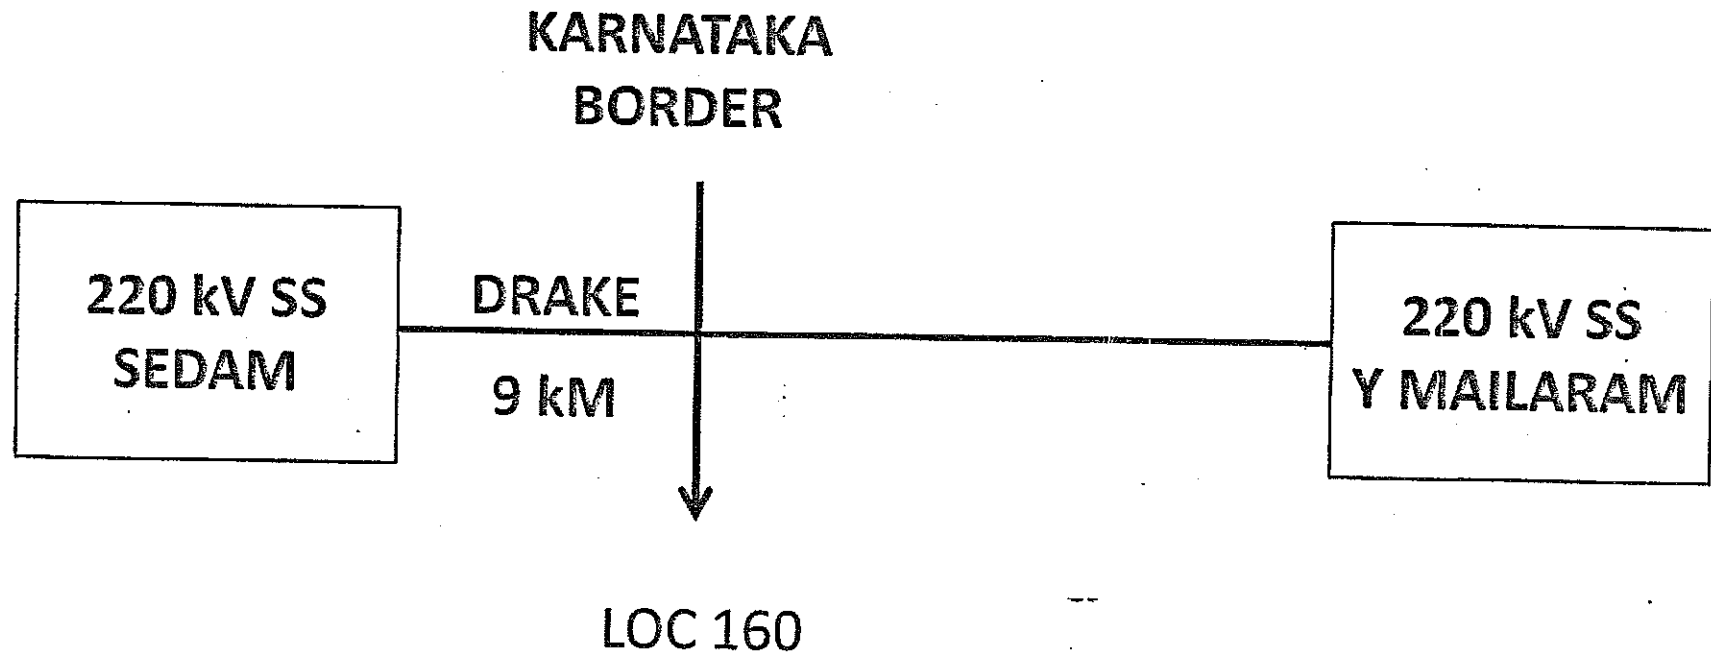 KARNATAKA
BORDER
220 kV SS
SEDAM
DRAKE
9 kM
220 kV SS
Y MAILARAM
LOC 160